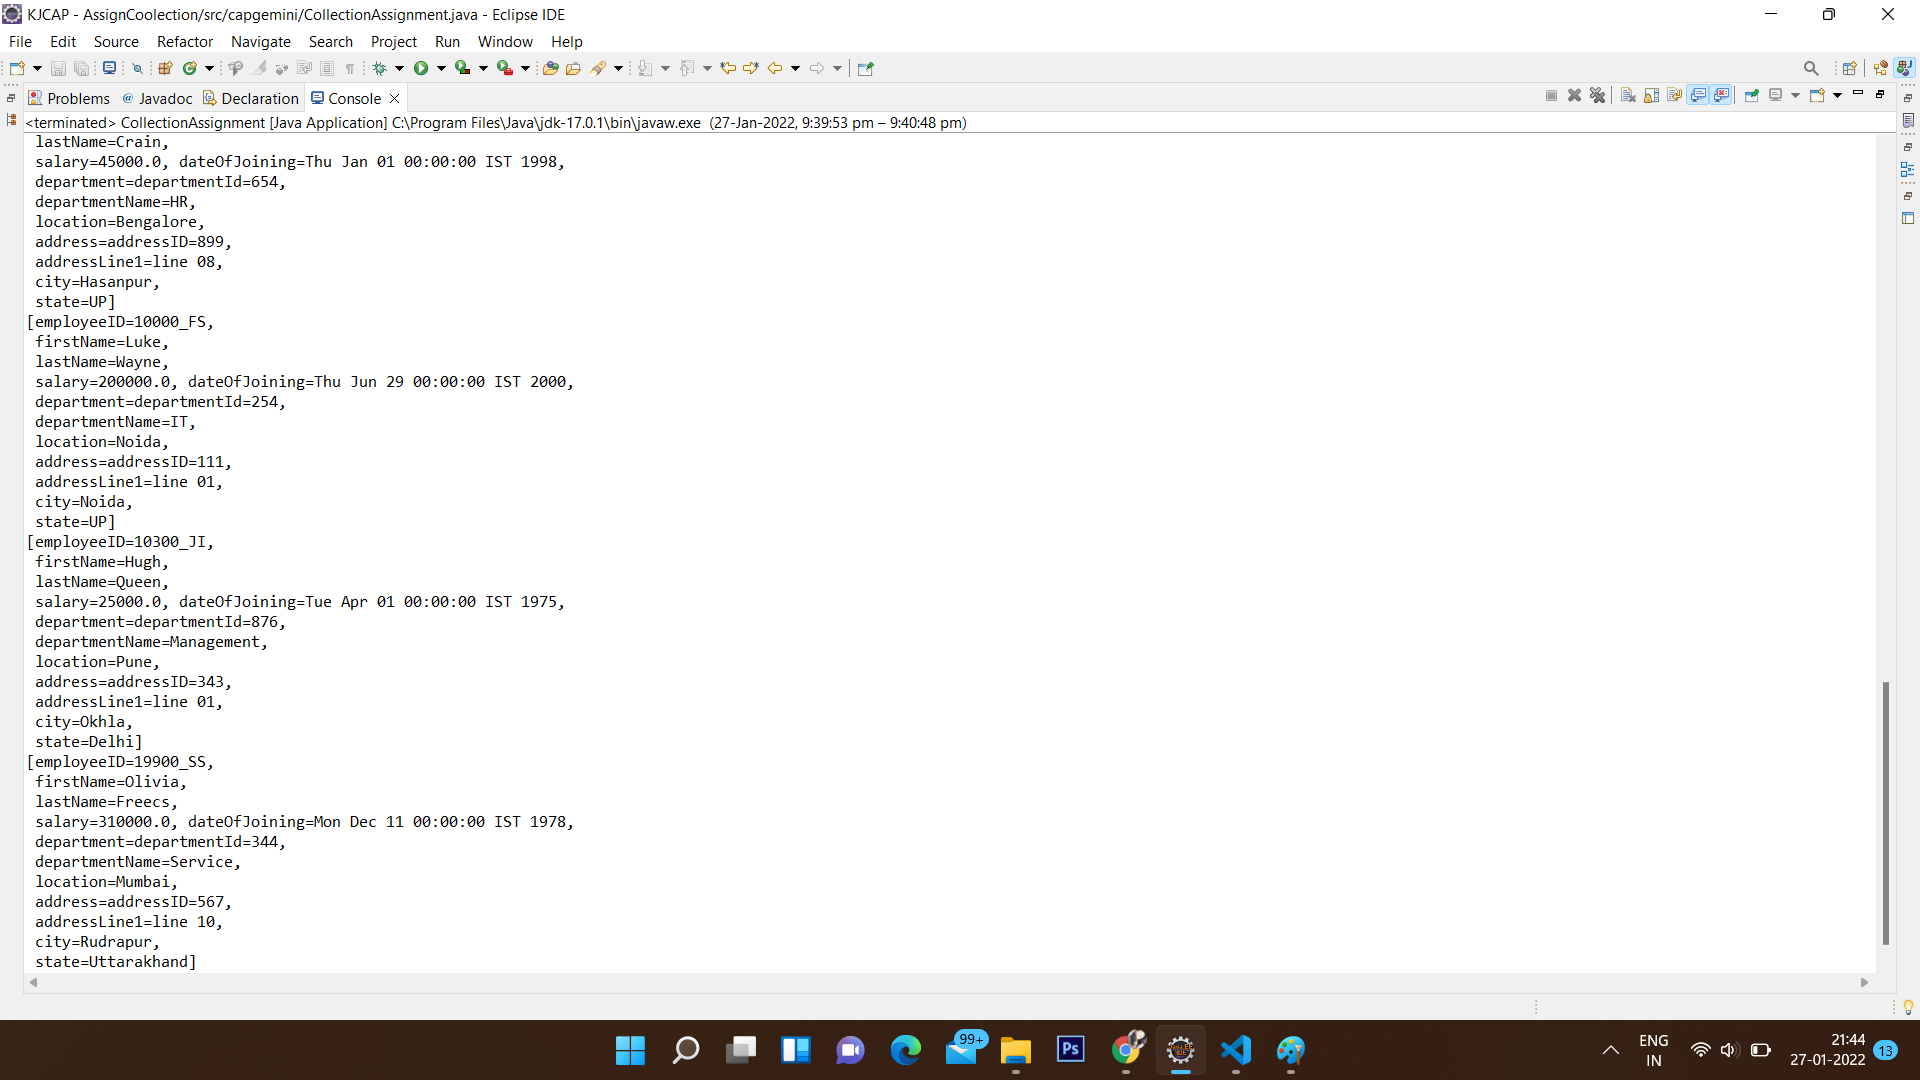 KJCAP - AssignCoolection/src/capgemini/CollectionAssignment.java - Eclipse IDE
File Edit Source Refactor Navigate Search Project Run Window Help
Problems @ Javadoc Declaration Console
<terminated> CollectionAssignment [Java Application] C:\Program Files\Java\jdk-17.0.1\bin\javaw.exe (27-Jan-2022, 9:39:53 pm – 9:40:48 pm)
lastName=Crain,
salary=45000.0, dateOfJoining=Thu Jan 01 00:00:00 IST 1998,
department=departmentId=654,
departmentName=HR,
location=Bengalore,
address=addressID=899,
addressLine1=line 08,
city=Hasanpur,
state=UP]
[employeeID=10000_FS,
firstName=Luke,
lastName=Wayne,
salary=200000.0, dateOfJoining=Thu Jun 29 00:00:00 IST 2000,
department=departmentId=254,
departmentName=IT,
location=Noida,
address=addressID=111,
addressLine1=line 01,
city=Noida,
state=UP]
[employeeID=10300_JI,
firstName=Hugh,
lastName=Queen,
salary=25000.0, dateOfJoining=Tue Apr 01 00:00:00 IST 1975,
department=departmentId=876,
departmentName=Management,
location=Pune,
address=addressID=343,
addressLine1=line 01,
city=Okhla,
state=Delhi]
[employeeID=19900_SS,
firstName=Olivia,
lastName=Freecs,
salary=310000.0, dateOfJoining=Mon Dec 11 00:00:00 IST 1978,
department=departmentId=344,
departmentName=Service,
location=Mumbai,
address=addressID=567,
addressLine1=line 10,
city=Rudrapur,
state=Uttarakhand]
99+
Ps
ENG
IN
21:44
27-01-2022
13